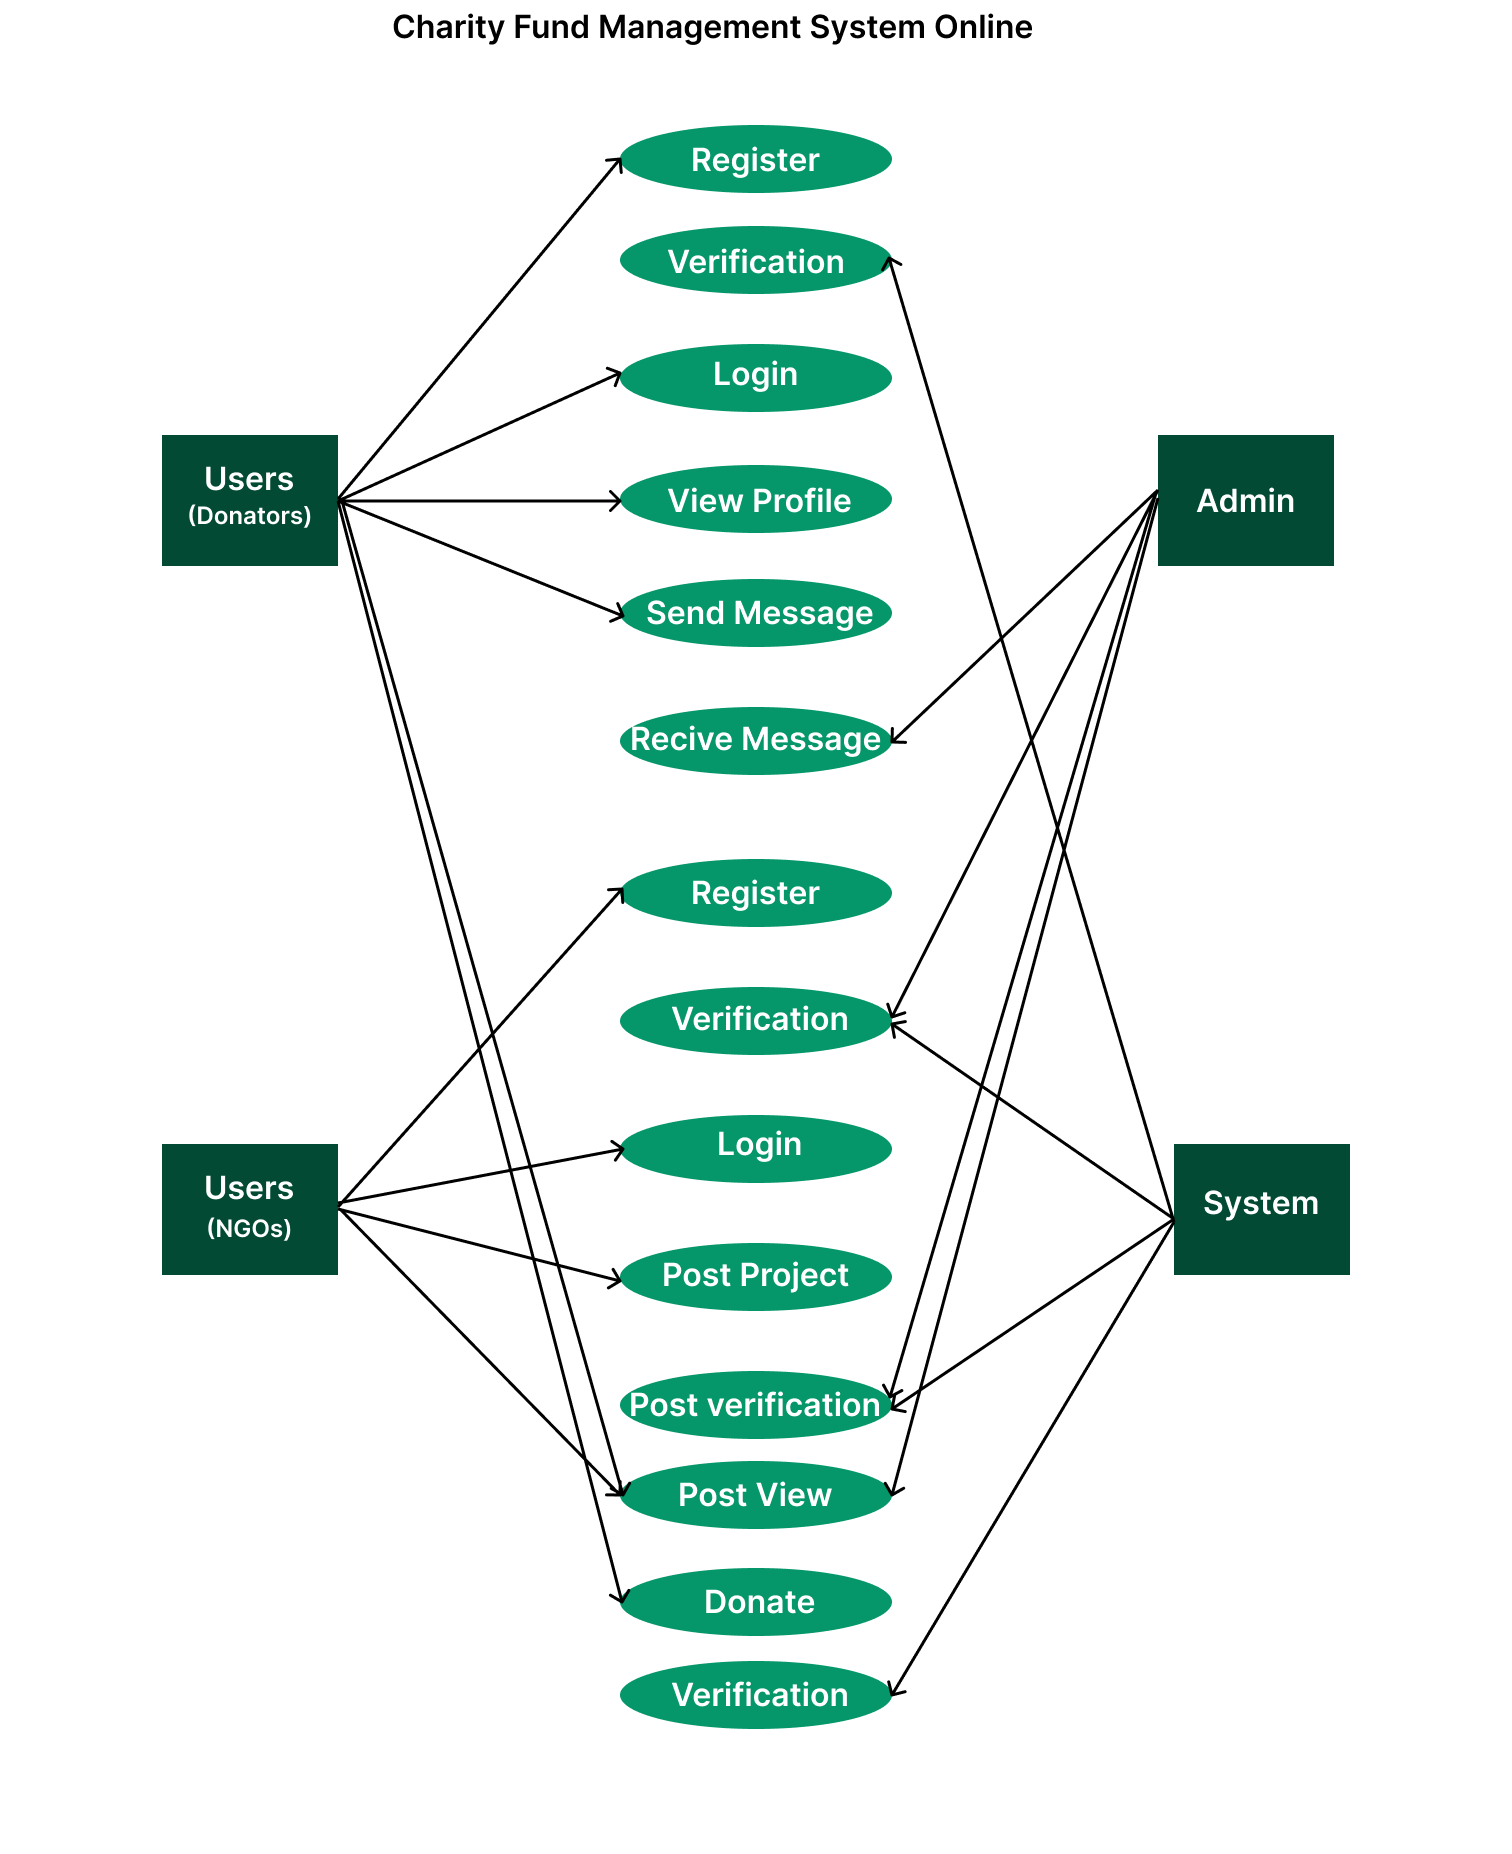 Charity Fund Management System Online
Register
Verification
Login
Users
(Donators)
View Profile
Admin
Send Message
Recive Message
Register
Verification
Login
Users
(NGOs)
System
Post Project
Post verification
Post View
Donate
Verification